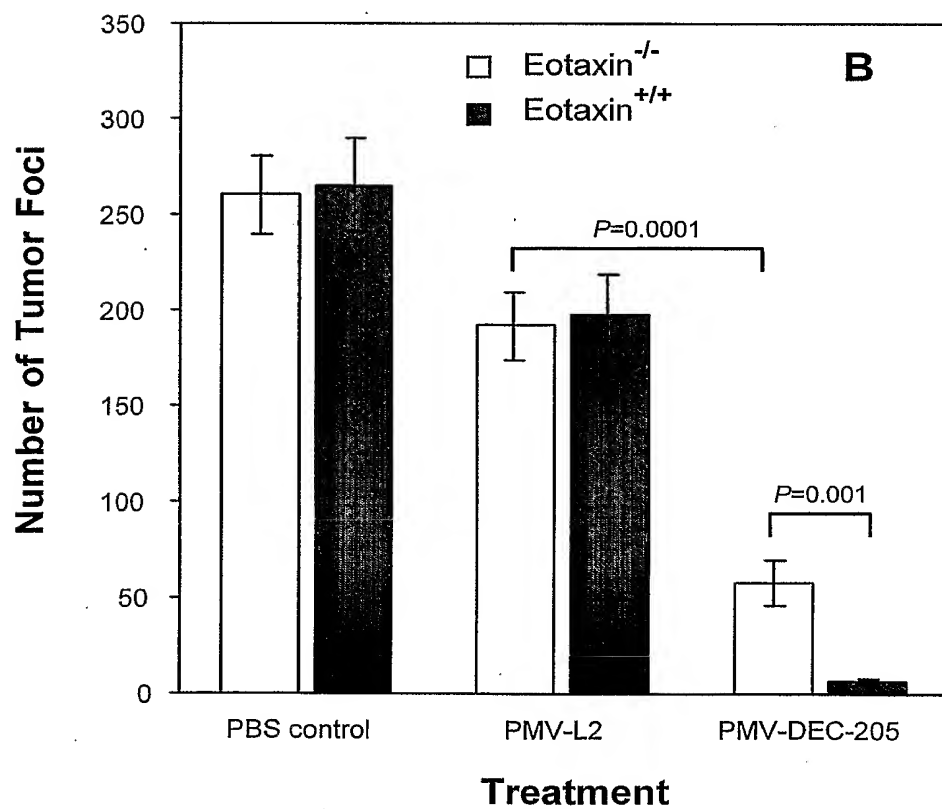 350
300
250
200
150
100
50
0
Number of Tumor Foci
Eotaxin-/-
Eotaxin+/+
B
P=0.0001
P=0.001
PBS control
PMV-L2
PMV-DEC-205
Treatment